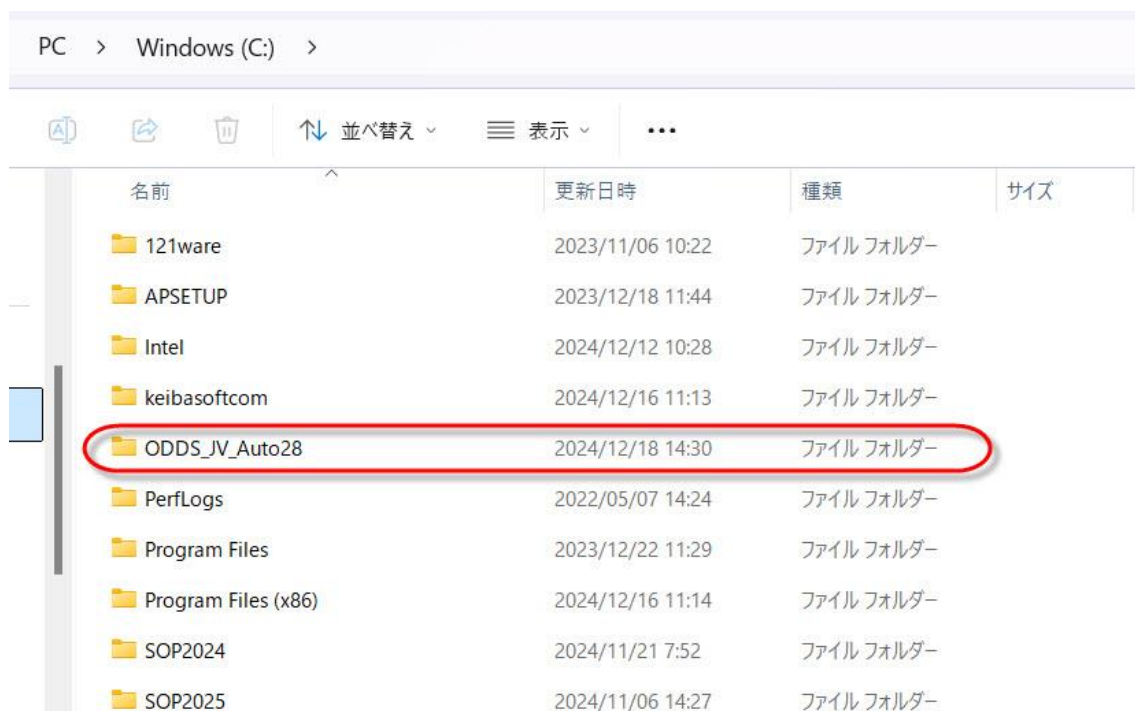 PC > Windows (C:) >
並べ替え 表示 ...
名前 更新日時 種類 サイズ
121ware 2023/11/06 10:22 ファイル フォルダー
APSETUP 2023/12/18 11:44 ファイル フォルダー
Intel 2024/12/12 10:28 ファイル フォルダー
keibasoftcom 2024/12/16 11:13 ファイル フォルダー
ODDS_JV_Auto28 2024/12/18 14:30 ファイル フォルダー
PerfLogs 2022/05/07 14:24 ファイル フォルダー
Program Files 2023/12/22 11:29 ファイル フォルダー
Program Files (x86) 2024/12/16 11:14 ファイル フォルダー
SOP2024 2024/11/21 7:52 ファイル フォルダー
SOP2025 2024/11/06 14:27 ファイル フォルダー